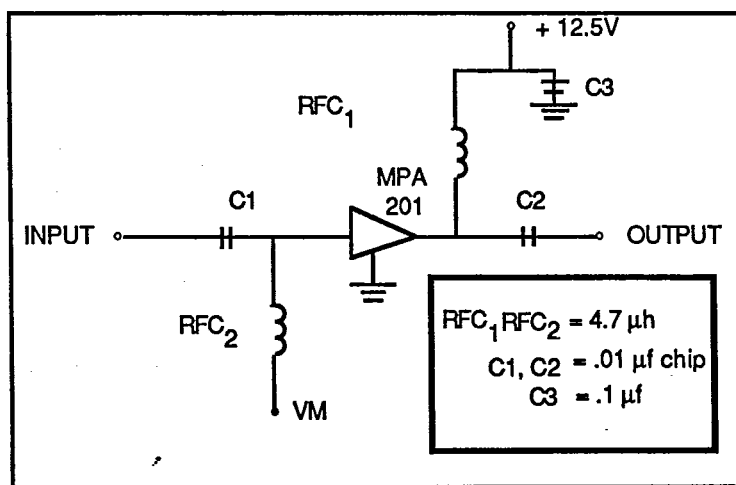 + 12.5V
C3
RFC1
MPA
201
C1
C2
INPUT
OUTPUT
RFC2
VM
RFC1RFC2 = 4.7 μh
C1, C2 = .01 μf chip
C3 = .1 μf